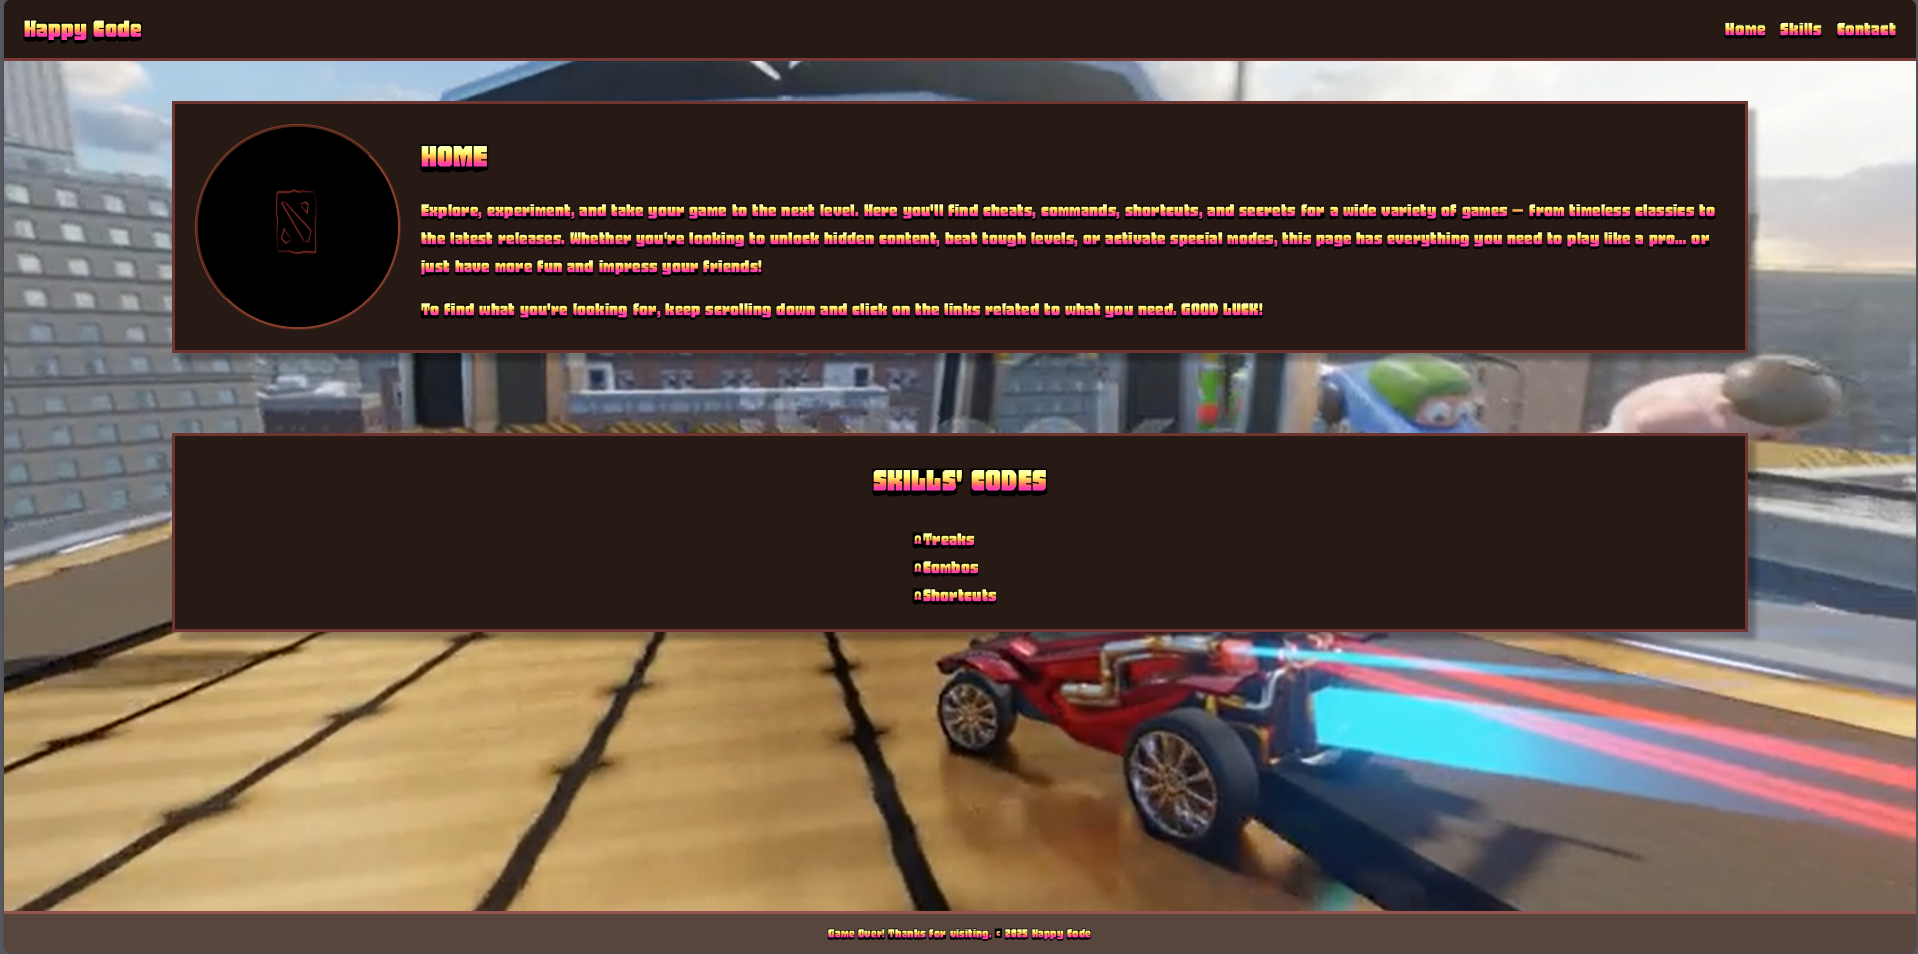 Happy Code
Home Skills Contact
HOME
Explore, experiment, and take your game to the next level. Here you'll find cheats, commands, shortcuts, and secrets for a wide variety of games — from timeless classics to
the latest releases. Whether you're looking to unlock hidden content, beat tough levels, or activate special modes, this page has everything you need to play like a pro... or
just have more fun and impress your friends!
To find what you're looking for, keep scrolling down and click on the links related to what you need. GOOD LUCK!
SKILLS' CODES
Treaks
Combos
Shortcuts
Game Over! Thanks for visiting. © 2025 Happy Code